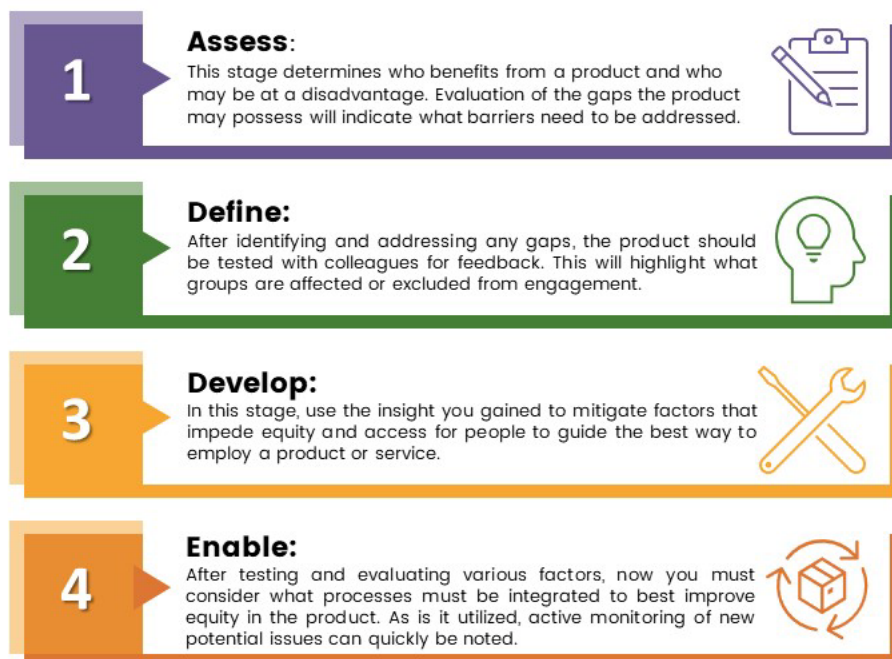 1
Assess:
This stage determines who benefits from a product and who
may be at a disadvantage. Evaluation of the gaps the product
may possess will indicate what barriers need to be addressed.
2
Define:
After identifying and addressing any gaps, the product should
be tested with colleagues for feedback. This will highlight what
groups are affected or excluded from engagement.
3
Develop:
In this stage, use the insight you gained to mitigate factors that
impede equity and access for people to guide the best way to
employ a product or service.
4
Enable:
After testing and evaluating various factors, now you must
consider what processes must be integrated to best improve
equity in the product. As is it utilized, active monitoring of new
potential issues can quickly be noted.